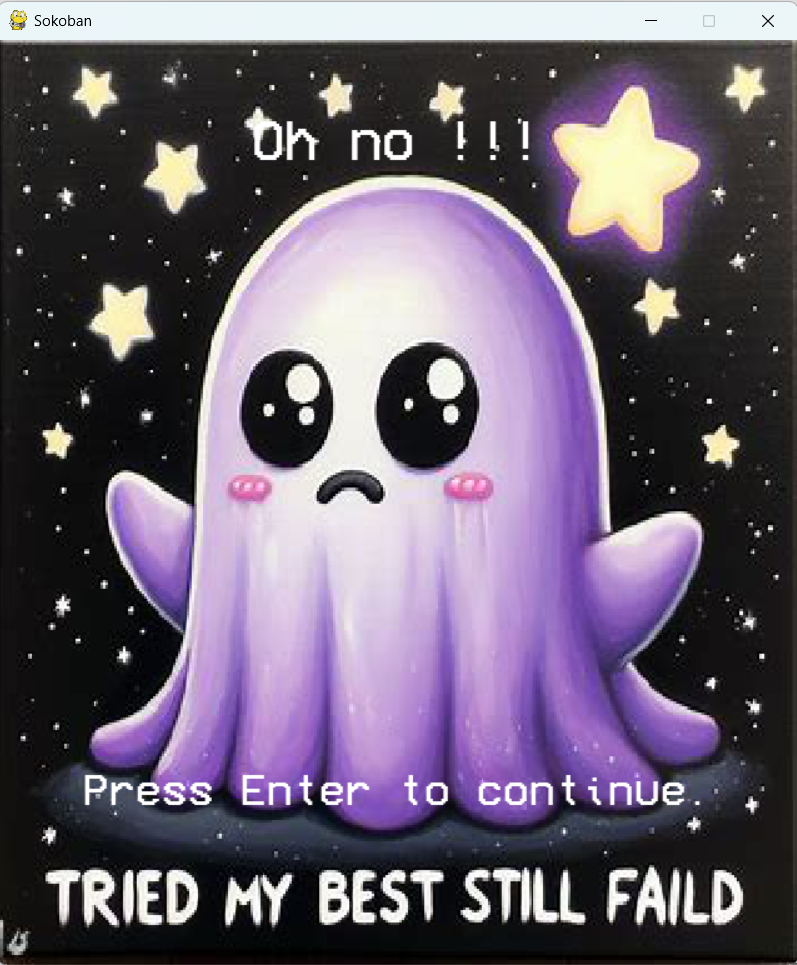 Sokoban
Oh no !!!
Press Enter to continue.
TRIED MY BEST STILL FAILD